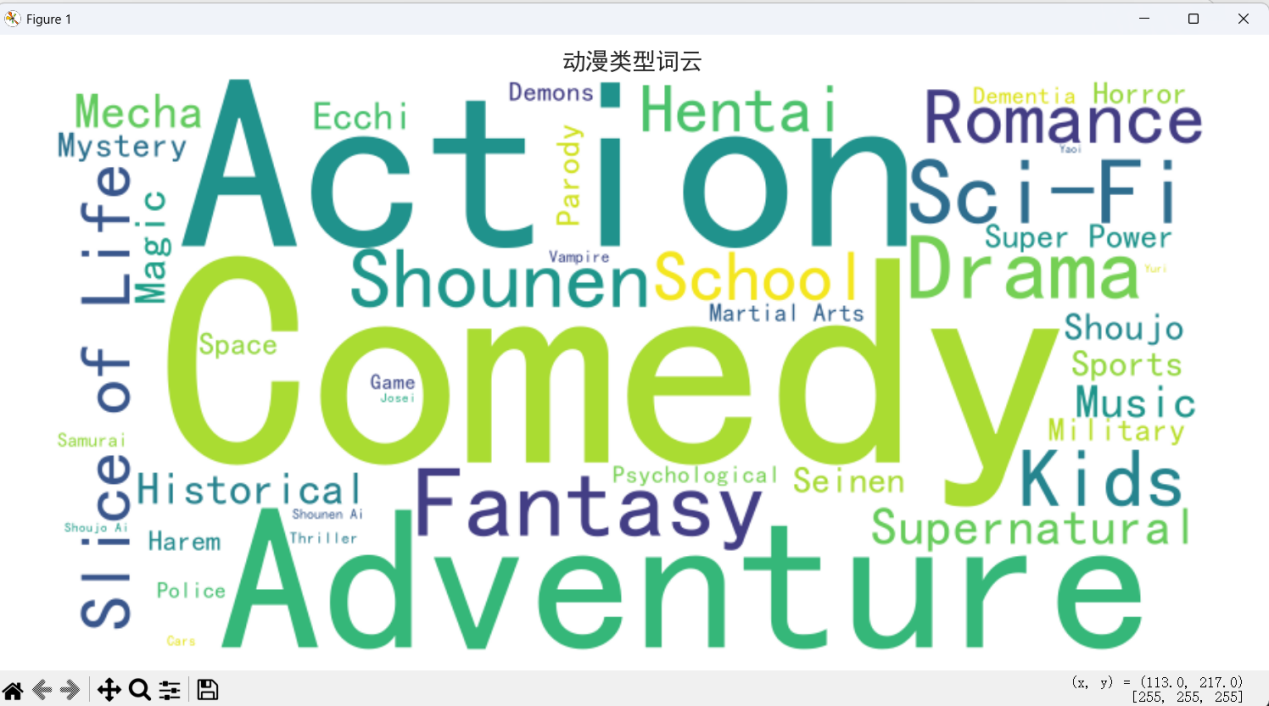 Figure 1
动漫类型词云
Mecha
Ecchi
Demons
Hentai
Dementia
Horror
Romance
Mystery
Action
Parody
Yaoi
Sci-Fi
Slice of Life
Magic
Super Power
Vampire
Shounen
School
Drama
Yuri
Martial Arts
Comedy
Space
Shoujo
Sports
Game
Josei
Music
Military
Samurai
Kids
Historical
Fantasy
Psychological
Seinen
Shounen Ai
Supernatural
Shoujo Ai
Harem
Thriller
Adventure
Police
Cars
(x, y) = (113.0, 217.0)
[255, 255, 255]